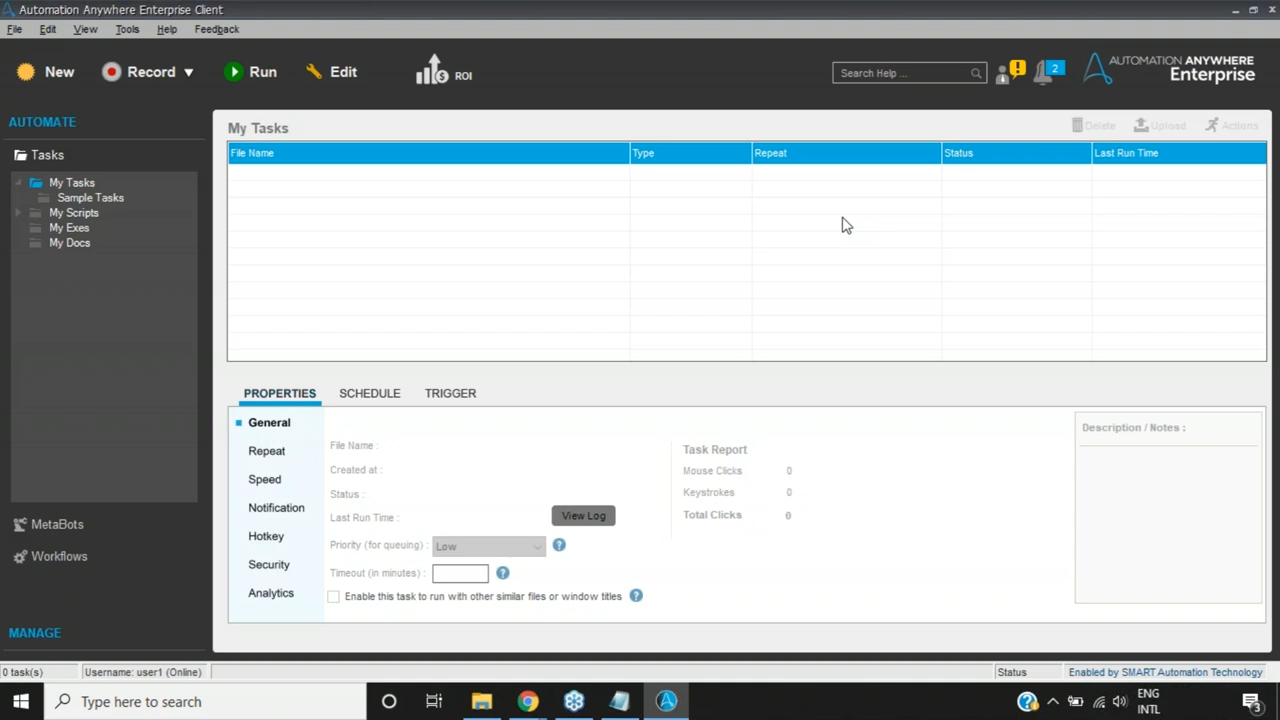 Automation Anywhere Enterprise Client
File Edit View Tools Help Feedback
New Record Run Edit ROI Search Help ... 2 AUTOMATION ANYWHERE
Enterprise
AUTOMATE
Tasks
My Tasks
Sample Tasks
My Scripts
My Exes
My Docs
MetaBots
Workflows
MANAGE
My Tasks Delete Upload Actions
File Name Type Repeat Status Last Run Time
PROPERTIES SCHEDULE TRIGGER
General
Repeat
Speed
Notification
Hotkey
Security
Analytics
File Name :
Created at :
Status :
Last Run Time : View Log
Priority (for queuing) : Low ?
Timeout (in minutes) : ?
Enable this task to run with other similar files or window titles ?
Task Report
Mouse Clicks 0
Keystrokes 0
Total Clicks 0
Description / Notes :
0 task(s) Username: user1 (Online) Status Enabled by SMART Automation Technology
Type here to search
ENG
INTL
3